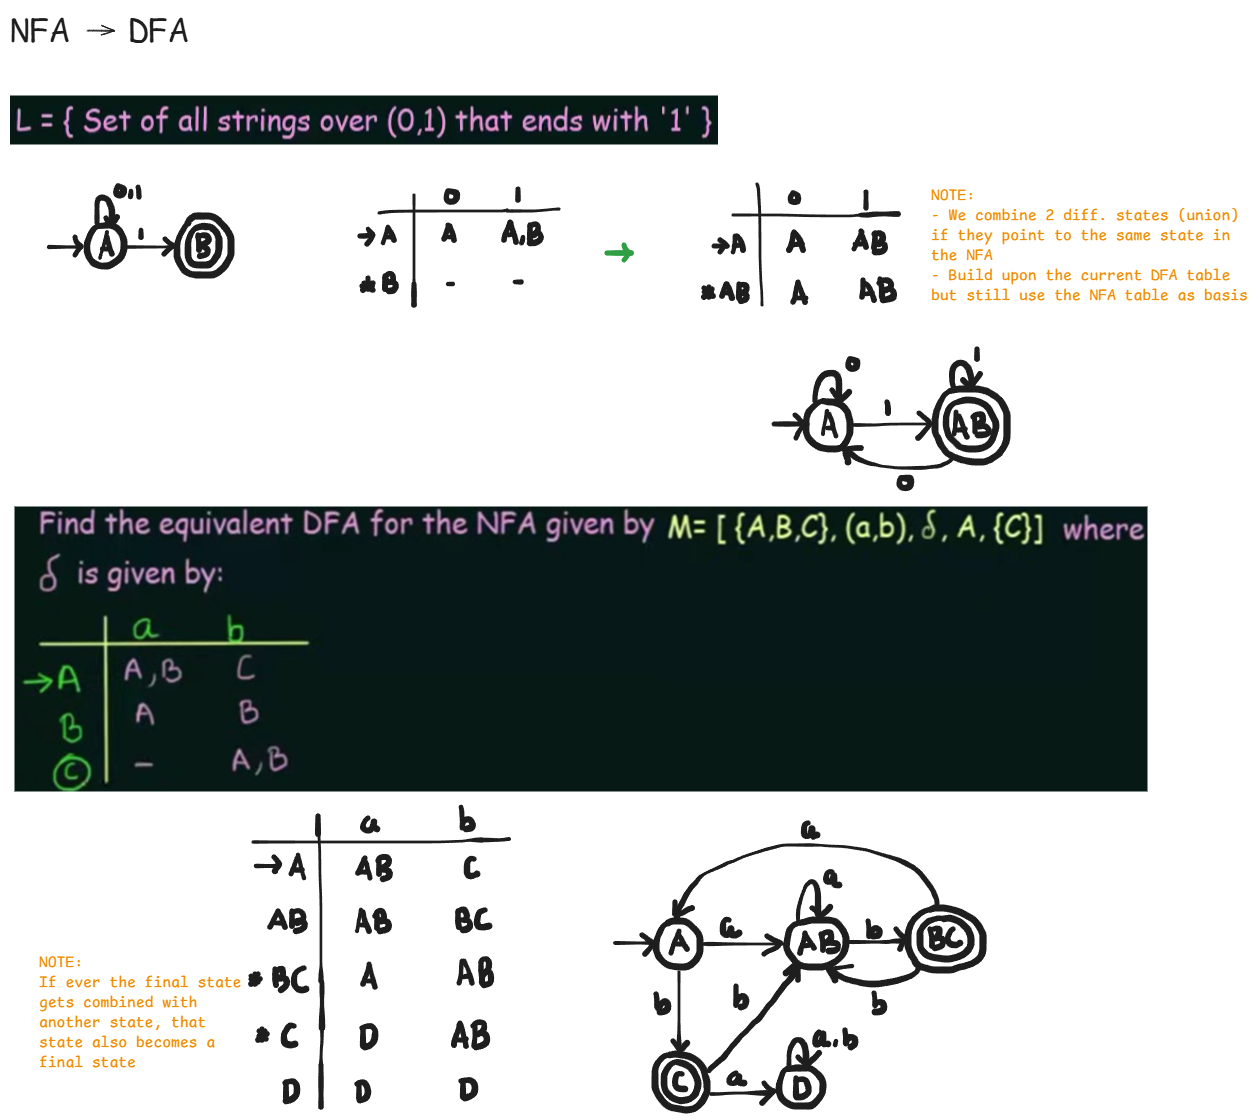 NFA → DFA
L = { Set of all strings over (0,1) that ends with '1' }
0,1
A
1
B
0 1
→A A A,B
*B - -
→
0 1
→A A AB
*AB A AB
NOTE:
- We combine 2 diff. states (union)
if they point to the same state in
the NFA
- Build upon the current DFA table
but still use the NFA table as basis
0
1
A
1
AB
0
Find the equivalent DFA for the NFA given by M= [ {A,B,C}, (a,b), δ, A, {C}] where
δ is given by:
a b
→A A,B C
B A B
C - A,B
a b
→A AB C
AB AB BC
*BC A AB
*C D AB
D D D
NOTE:
If ever the final state
gets combined with
another state, that
state also becomes a
final state
a
a
A
a
AB
b
BC
b
b
b
C
a
D
a,b